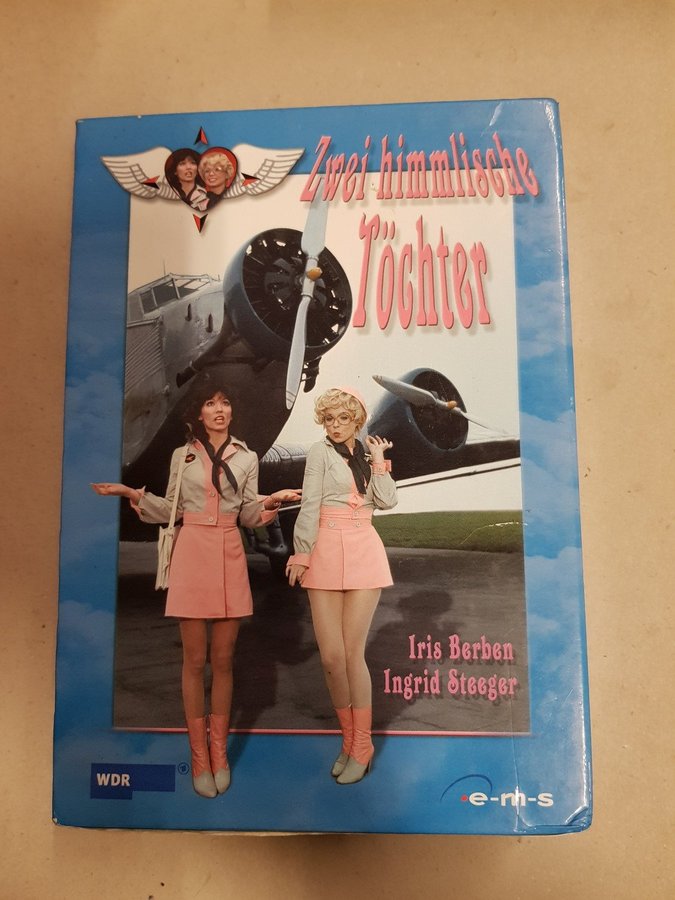 Zwei himmlische
Töchter
Iris Berben
Ingrid Steeger
WDR
e-m-s